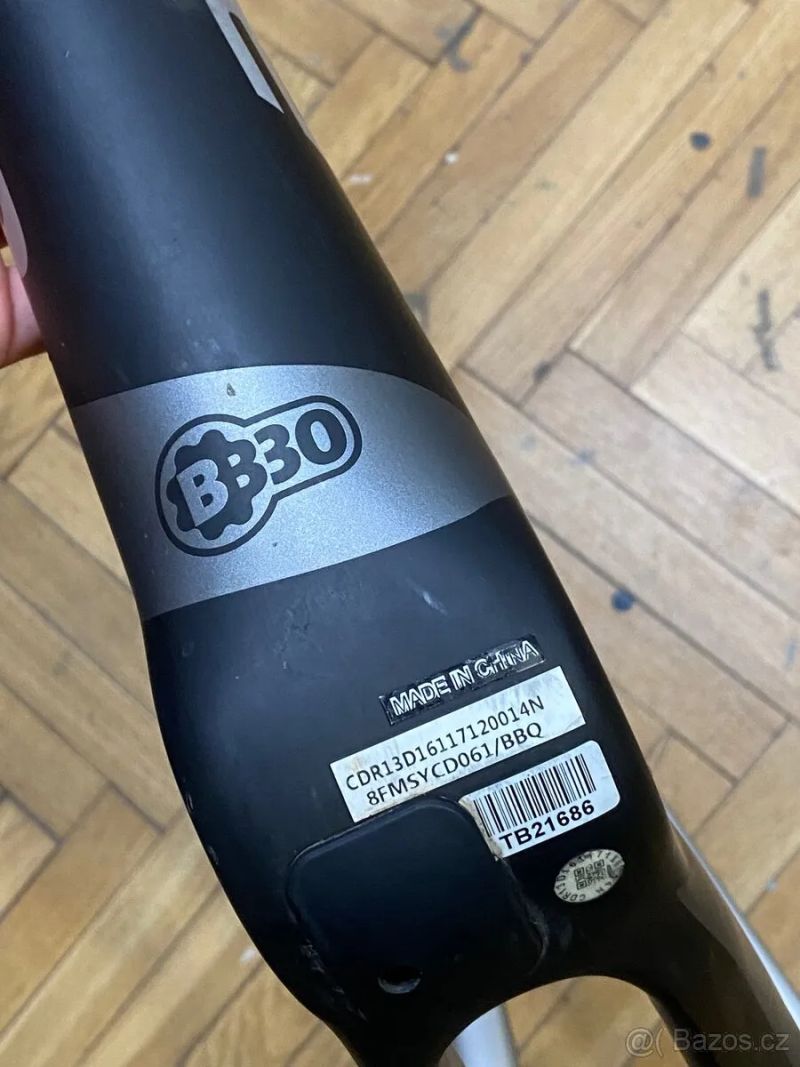 BB30
MADE IN CHINA
CDR13D16117120014N
8FMSYCD061/BBQ
TB21686
@( Bazos.cz